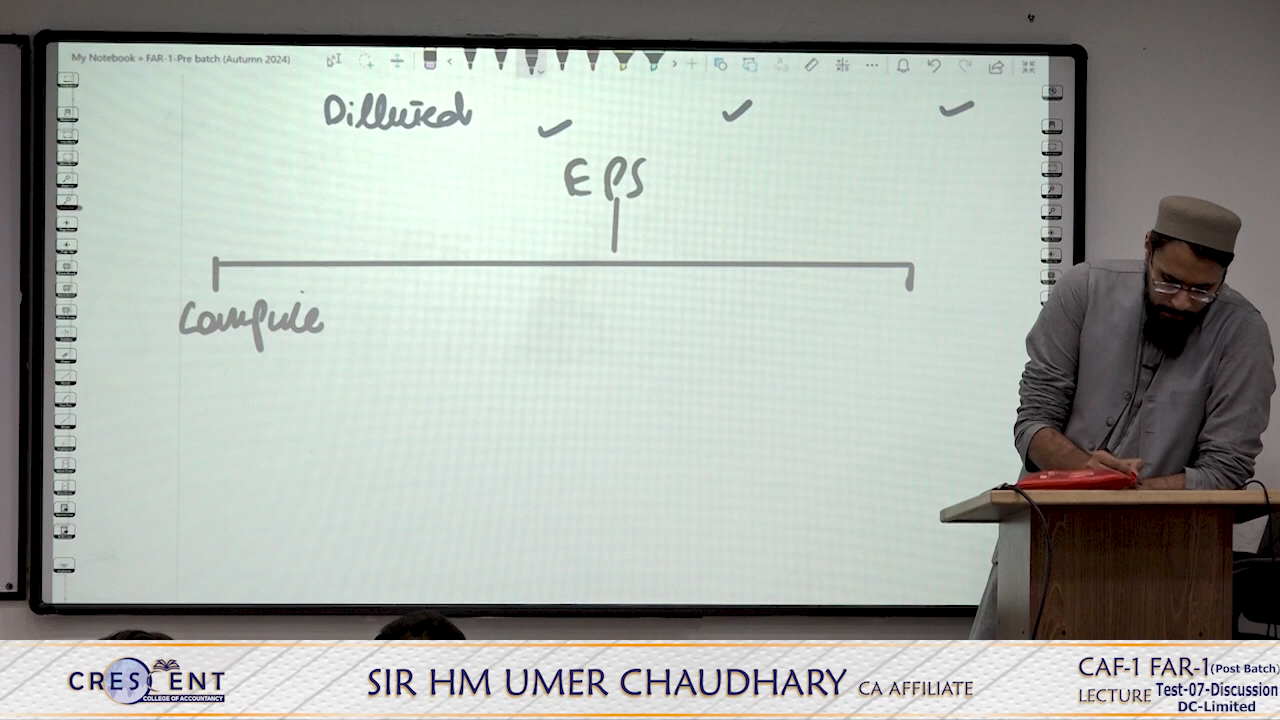 My Notebook » FAR-1-Pre batch (Autumn 2024)
Dilluted
EPS
Compute
CRESCENT
COLLEGE OF ACCOUNTANCY
SIR HM UMER CHAUDHARY CA AFFILIATE
CAF-1 FAR-1(Post Batch)
LECTURE Test-07-Discussion
DC-Limited